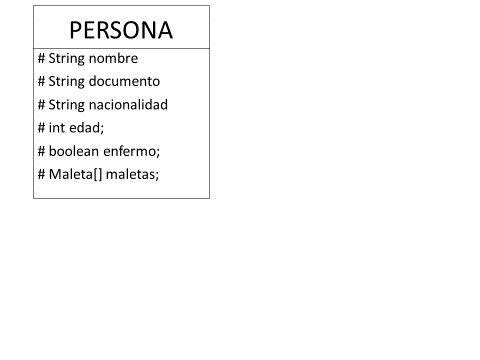 PERSONA
# String nombre
# String documento
# String nacionalidad
# int edad;
# boolean enfermo;
# Maleta[] maletas;